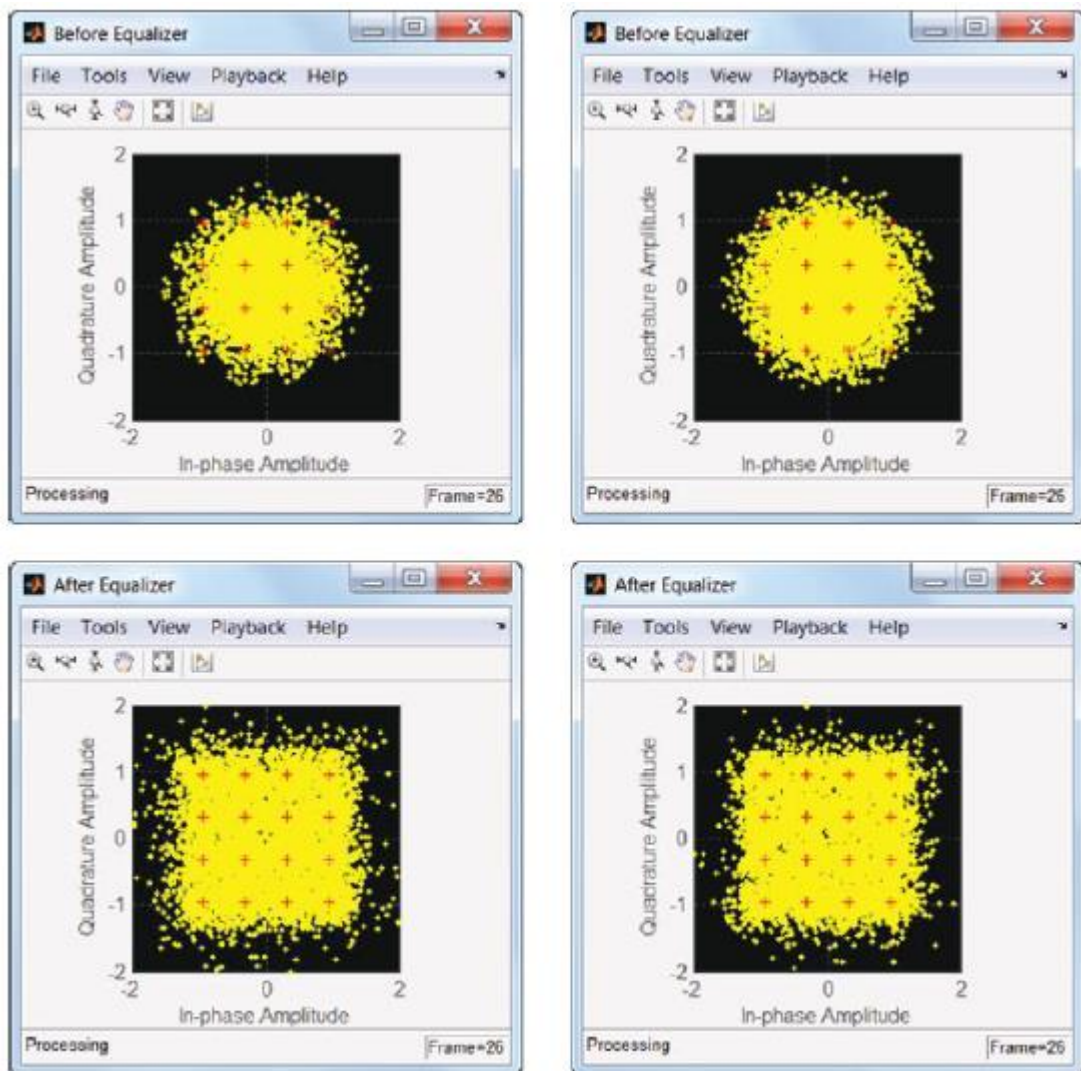 Before Equalizer
File Tools View Playback Help
2
1
0
-1
-2
-2 0 2
Quadrature Amplitude
In-phase Amplitude
Processing
Frame=26
Before Equalizer
File Tools View Playback Help
2
1
0
-1
-2
-2 0 2
Quadrature Amplitude
In-phase Amplitude
Processing
Frame=26
After Equalizer
File Tools View Playback Help
2
1
0
-1
-2
-2 0 2
Quadrature Amplitude
In-phase Amplitude
Processing
Frame=26
After Equalizer
File Tools View Playback Help
2
1
0
-1
-2
-2 0 2
Quadrature Amplitude
In-phase Amplitude
Processing
Frame=26